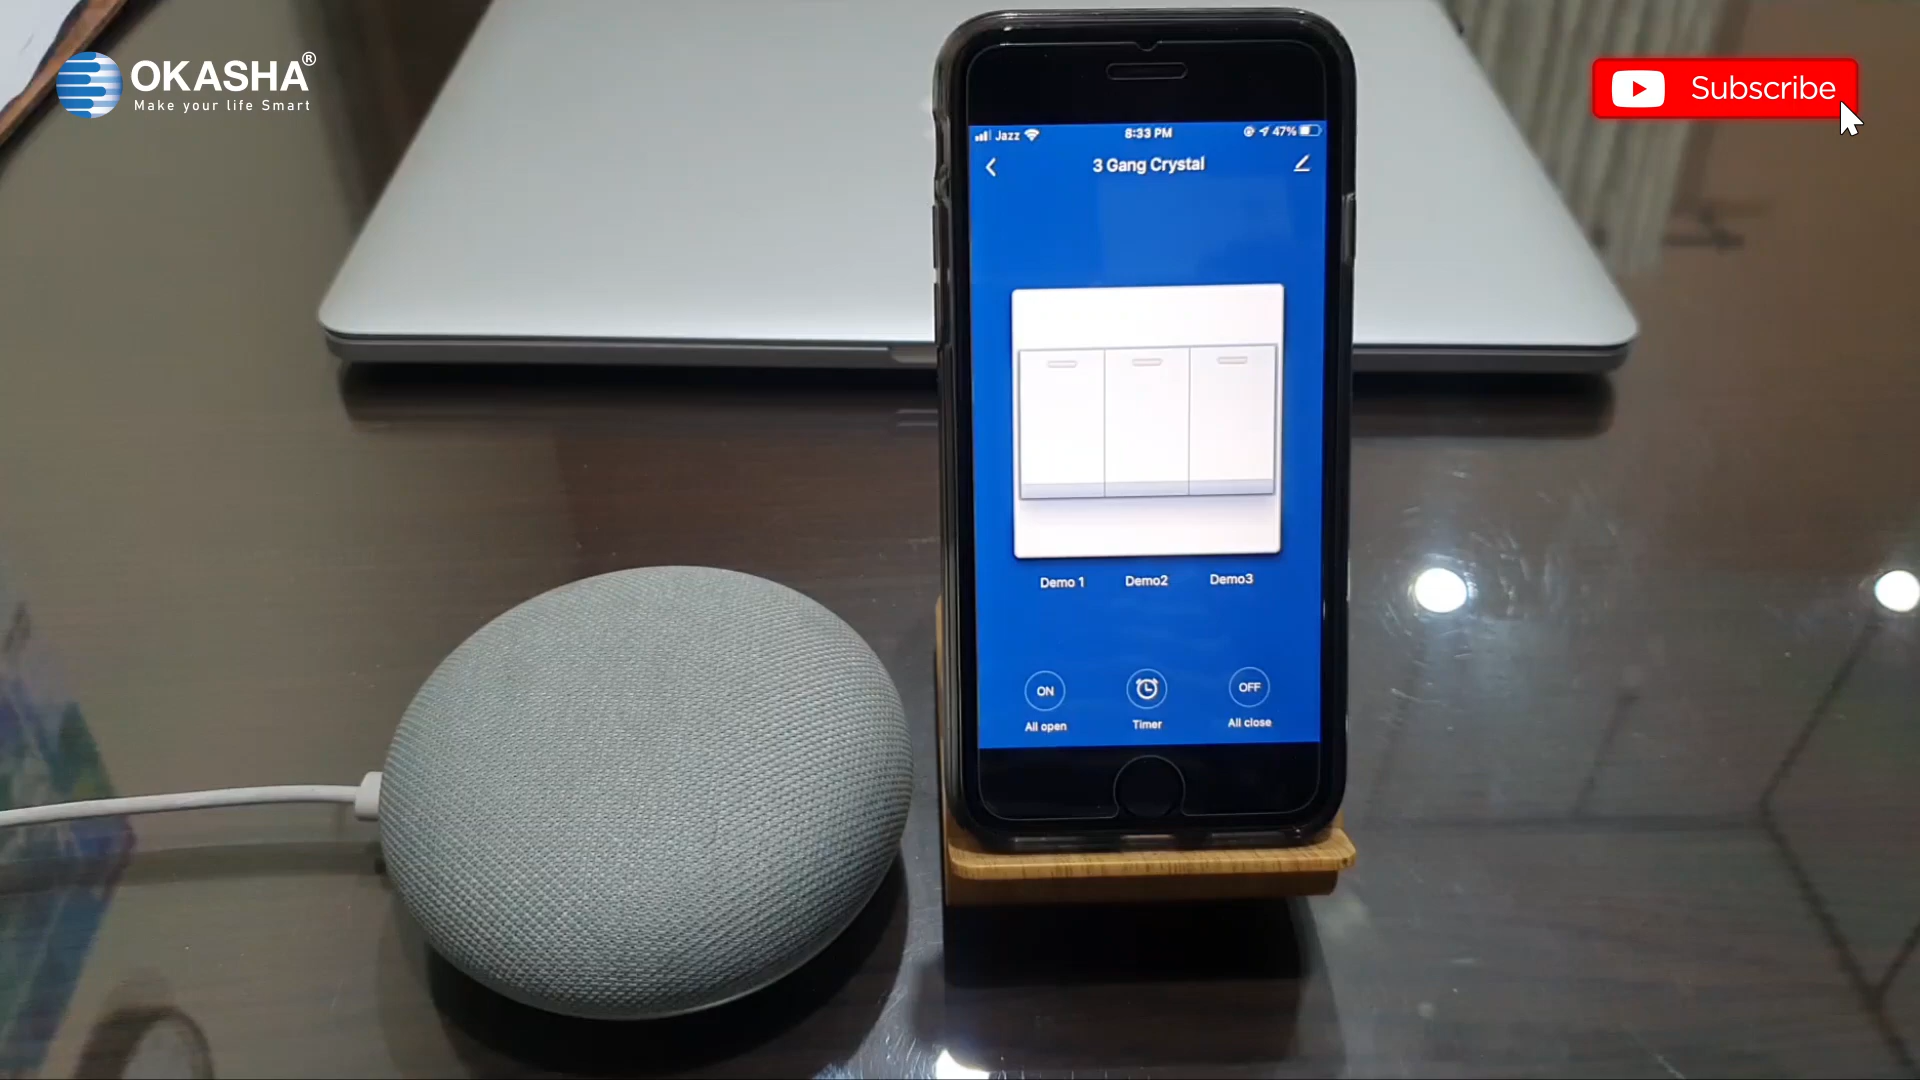 OKASHA®
Make your life Smart
Subscribe
Jazz 8:33 PM 47%
3 Gang Crystal
Demo 1 Demo2 Demo3
ON OFF
All open Timer All close